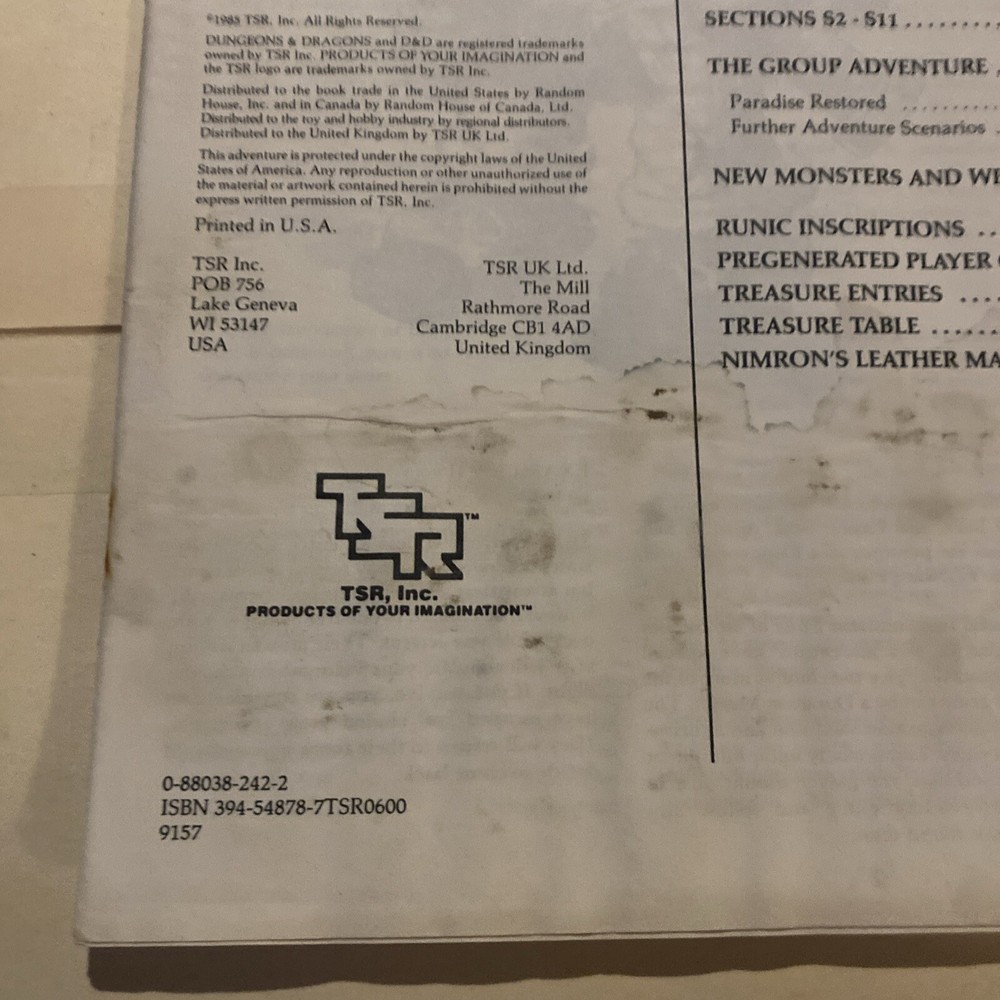 ©1985 TSR, Inc. All Rights Reserved.
DUNGEONS & DRAGONS and D&D are registered trademarks
owned by TSR Inc. PRODUCTS OF YOUR IMAGINATION and
the TSR logo are trademarks owned by TSR Inc.
Distributed to the book trade in the United States by Random
House, Inc. and in Canada by Random House of Canada, Ltd.
Distributed to the toy and hobby industry by regional distributors.
Distributed to the United Kingdom by TSR UK Ltd.
This adventure is protected under the copyright laws of the United
States of America. Any reproduction or other unauthorized use of
the material or artwork contained herein is prohibited without the
express written permission of TSR, Inc.
Printed in U.S.A.
TSR Inc.
POB 756
Lake Geneva
WI 53147
USA
TSR UK Ltd.
The Mill
Rathmore Road
Cambridge CB1 4AD
United Kingdom
TSR™
TSR, Inc.
PRODUCTS OF YOUR IMAGINATION™
0-88038-242-2
ISBN 394-54878-7TSR0600
9157
SECTIONS S2 - S11 ........
THE GROUP ADVENTURE .
Paradise Restored ..........
Further Adventure Scenarios .
NEW MONSTERS AND WE
RUNIC INSCRIPTIONS ..
PREGENERATED PLAYER
TREASURE ENTRIES ....
TREASURE TABLE ......
NIMRON'S LEATHER MA